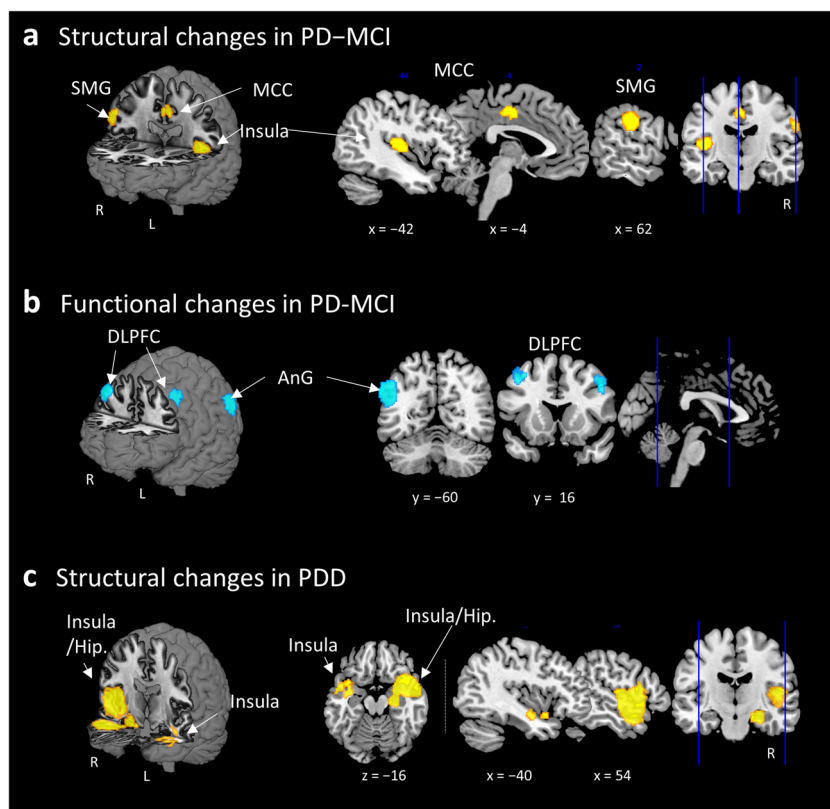 a Structural changes in PD−MCI
SMG
MCC
Insula
MCC
SMG
-4
R
L
x = −42
x = −4
x = 62
R
b Functional changes in PD-MCI
DLPFC
AnG
DLPFC
R
L
y = −60
y = 16
c Structural changes in PDD
Insula
/Hip.
Insula
Insula
Insula/Hip.
R
L
z = −16
x = −40
x = 54
R